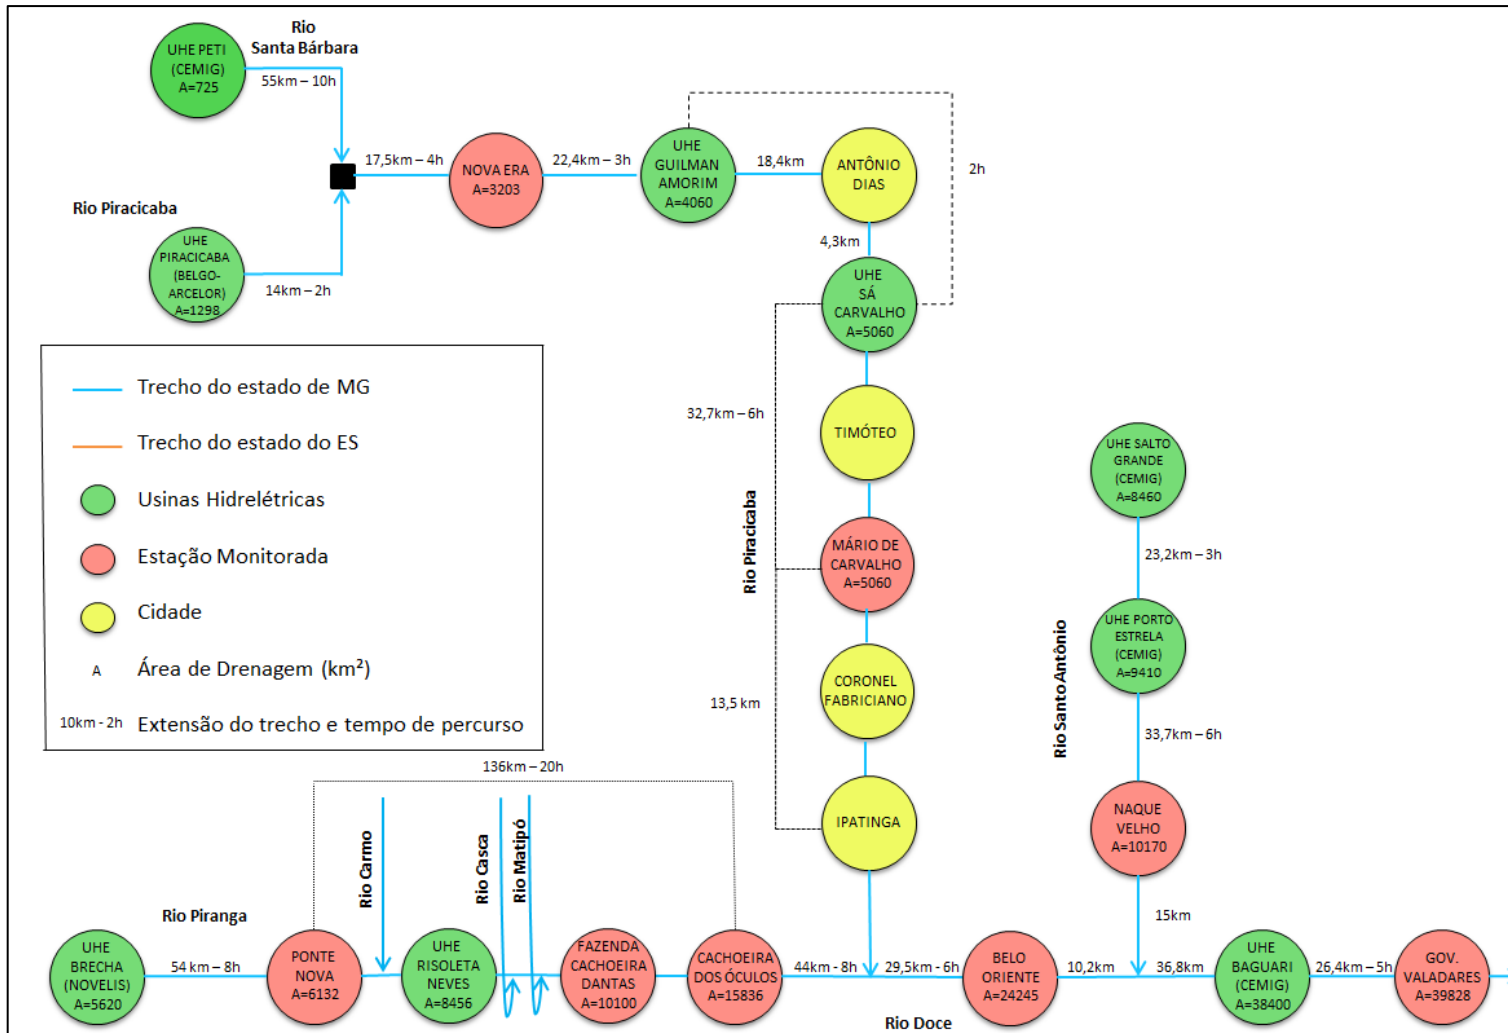 Rio
Santa Bárbara
UHE PETI
(CEMIG)
A=725
55km – 10h
17,5km – 4h
NOVA ERA
A=3203
22,4km – 3h
UHE
GUILMAN
AMORIM
A=4060
18,4km
ANTÔNIO
DIAS
2h
Rio Piracicaba
UHE
PIRACICABA
(BELGO-
ARCELOR)
A=1298
14km – 2h
4,3km
UHE
SÁ
CARVALHO
A=5060
Trecho do estado de MG
Trecho do estado do ES
Usinas Hidrelétricas
Estação Monitorada
Cidade
A Área de Drenagem (km²)
10km - 2h Extensão do trecho e tempo de percurso
32,7km – 6h
TIMÓTEO
Rio Piracicaba
MÁRIO DE
CARVALHO
A=5060
13,5 km
CORONEL
FABRICIANO
IPATINGA
UHE SALTO
GRANDE
(CEMIG)
A=8460
23,2km – 3h
UHE PORTO
ESTRELA
(CEMIG)
A=9410
Rio Santo Antônio
33,7km – 6h
NAQUE
VELHO
A=10170
15km
136km – 20h
Rio Carmo
Rio Casca
Rio Matipó
Rio Piranga
UHE
BRECHA
(NOVELIS)
A=5620
54 km – 8h
PONTE
NOVA
A=6132
UHE
RISOLETA
NEVES
A=8456
FAZENDA
CACHOEIRA
DANTAS
A=10100
CACHOEIRA
DOS ÓCULOS
A=15836
44km - 8h
29,5km - 6h
BELO
ORIENTE
A=24245
10,2km
36,8km
UHE
BAGUARI
(CEMIG)
A=38400
26,4km – 5h
GOV.
VALADARES
A=39828
Rio Doce